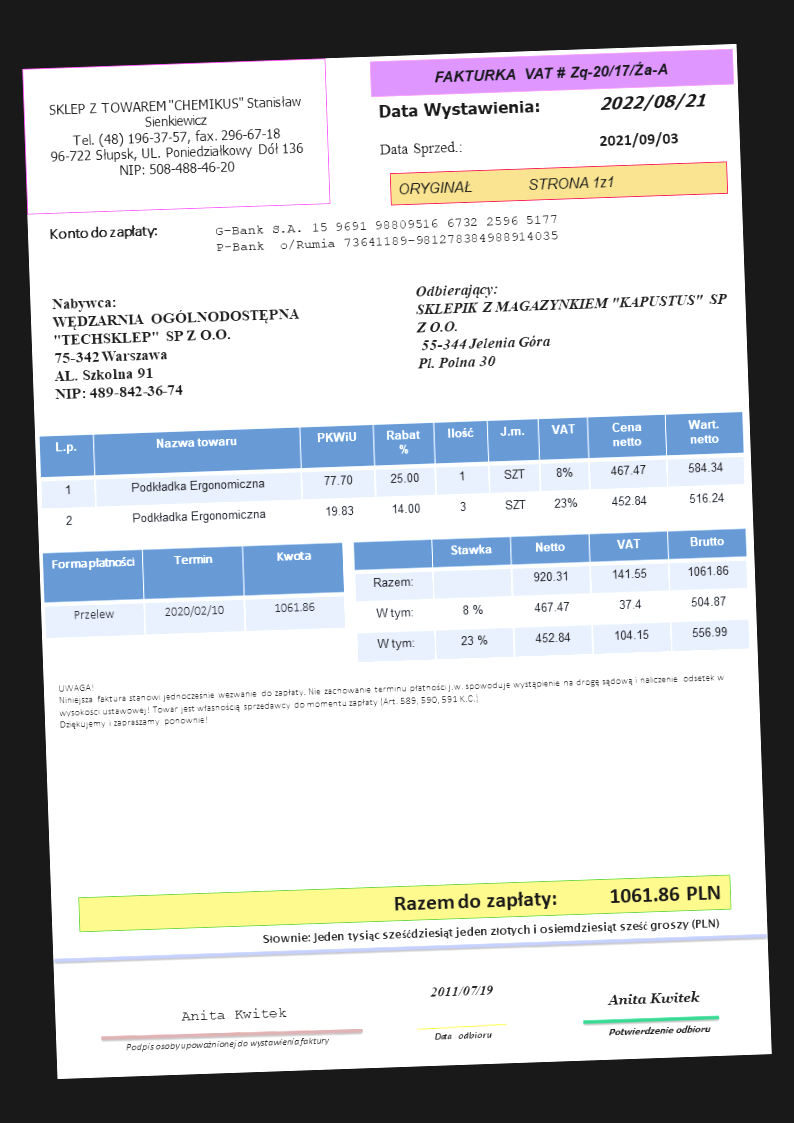 SKLEP Z TOWAREM "CHEMIKUS" Stanisław
Sienkiewicz
Tel. (48) 196-37-57, fax. 296-67-18
96-722 Słupsk, UL. Poniedziałkowy Dół 136
NIP: 508-488-46-20
FAKTURKA VAT # Zq-20/17/Źa-A
Data Wystawienia: 2022/08/21
Data Sprzed.: 2021/09/03
ORYGINAŁ STRONA 1z1
Konto do zapłaty: G-Bank S.A. 15 9691 98809516 6732 2596 5177
P-Bank o/Rumia 73641189-981278384988914035
Nabywca:
WĘDZARNIA OGÓLNODOSTĘPNA
"TECHSKLEP" SP Z O.O.
75-342 Warszawa
AL. Szkolna 91
NIP: 489-842-36-74
Odbierający:
SKLEPIK Z MAGAZYNKIEM "KAPUSTUS" SP
Z O.O.
55-344 Jelenia Góra
Pl. Polna 30
L.p. Nazwa towaru PKWiU Rabat % Ilość J.m. VAT Cena netto Wart. netto
1 Podkładka Ergonomiczna 77.70 25.00 1 SZT 8% 467.47 584.34
2 Podkładka Ergonomiczna 19.83 14.00 3 SZT 23% 452.84 516.24
Forma płatności Termin Kwota
Przelew 2020/02/10 1061.86
Stawka Netto VAT Brutto
Razem: 920.31 141.55 1061.86
W tym: 8 % 467.47 37.4 504.87
W tym: 23 % 452.84 104.15 556.99
UWAGA!
Niniejsza faktura stanowi jednocześnie wezwanie do zapłaty. Nie zachowanie terminu płatności j.w. spowoduje wystąpienie na drogę sądową i naliczenie odsetek w
wysokości ustawowej! Towar jest własnością sprzedawcy do momentu zapłaty (Art. 589, 590, 591 K.C.)
Dziękujemy i zapraszamy ponownie!
Razem do zapłaty: 1061.86 PLN
Słownie: Jeden tysiąc sześćdziesiąt jeden złotych i osiemdziesiąt sześć groszy (PLN)
Anita Kwitek
Podpis osoby upoważnionej do wystawienia faktury
2011/07/19
Data odbioru
Anita Kwitek
Potwierdzenie odbioru